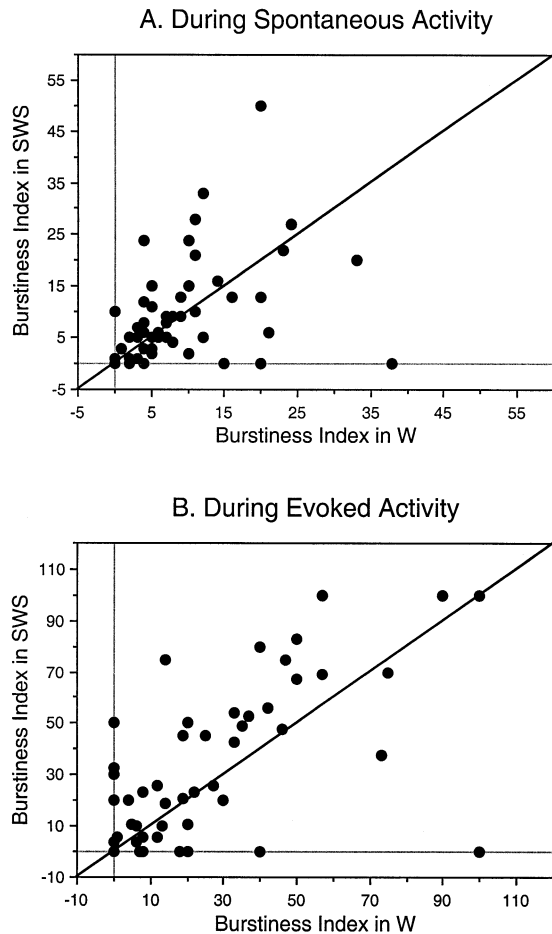 A. During Spontaneous Activity
Burstiness Index in SWS
55
45
35
25
15
5
-5
-5 5 15 25 35 45 55
Burstiness Index in W
B. During Evoked Activity
Burstiness Index in SWS
110
90
70
50
30
10
-10
-10 10 30 50 70 90 110
Burstiness Index in W